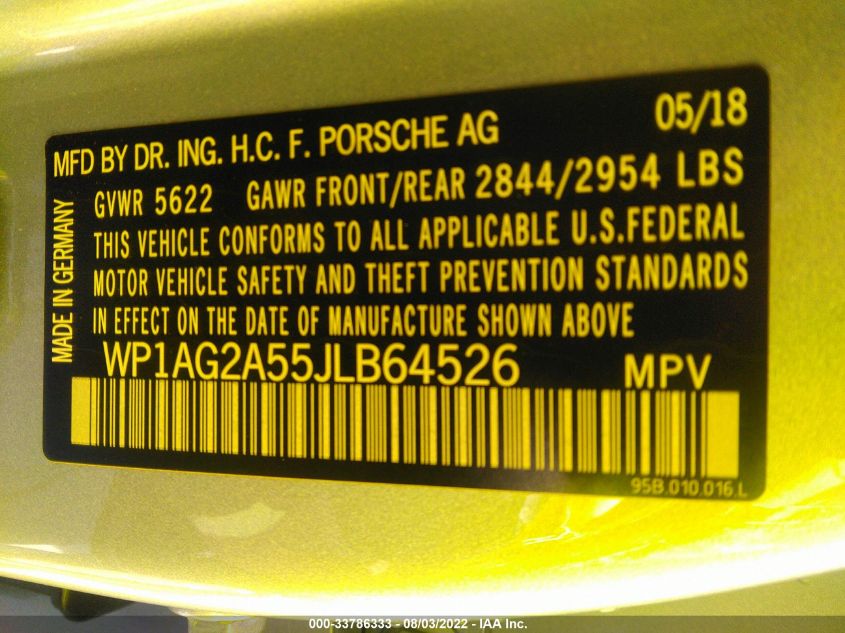 MFD BY DR. ING. H.C. F. PORSCHE AG 05/18
GVWR 5622 GAWR FRONT/REAR 2844/2954 LBS
THIS VEHICLE CONFORMS TO ALL APPLICABLE U.S.FEDERAL
MOTOR VEHICLE SAFETY AND THEFT PREVENTION STANDARDS
IN EFFECT ON THE DATE OF MANUFACTURE SHOWN ABOVE
MADE IN GERMANY
WP1AG2A55JLB64526 MPV
95B.010.016.L
000-33786333 - 08/03/2022 - IAA Inc.